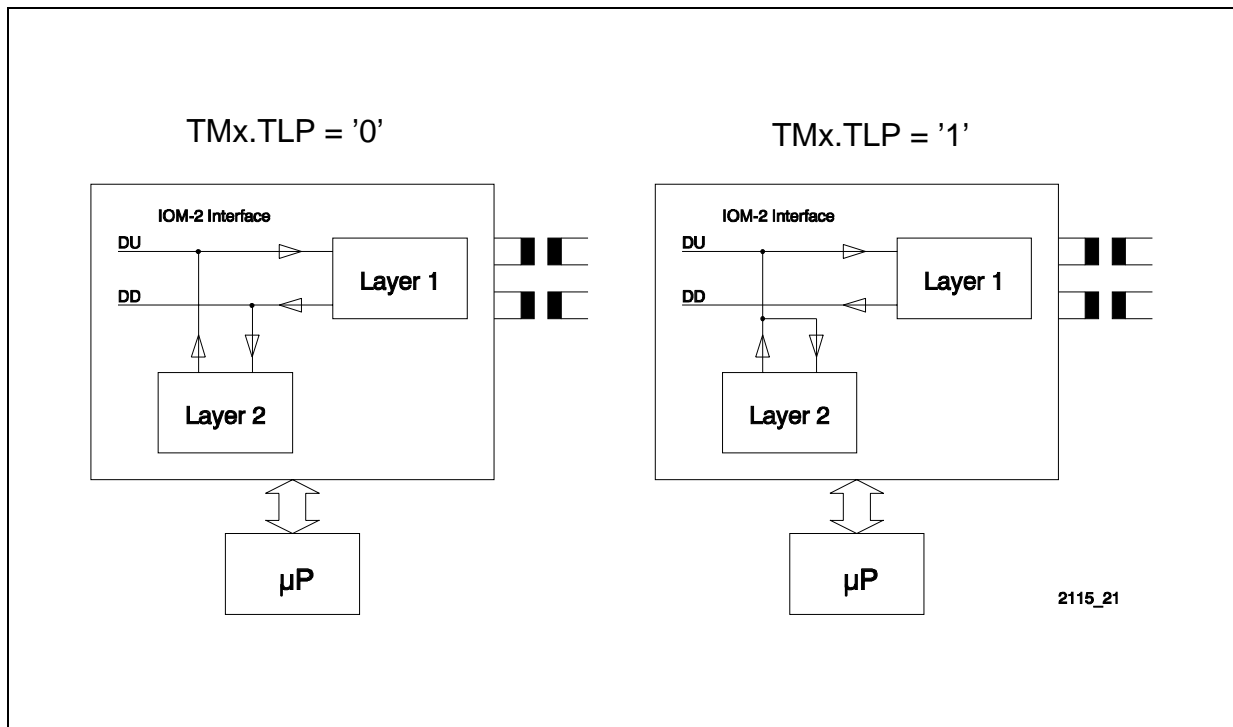 TMx.TLP = ’0’
TMx.TLP = ’1’
IOM-2 Interface
DU
DD
Layer 1
Layer 2
µP
IOM-2 Interface
DU
DD
Layer 1
Layer 2
µP
2115_21